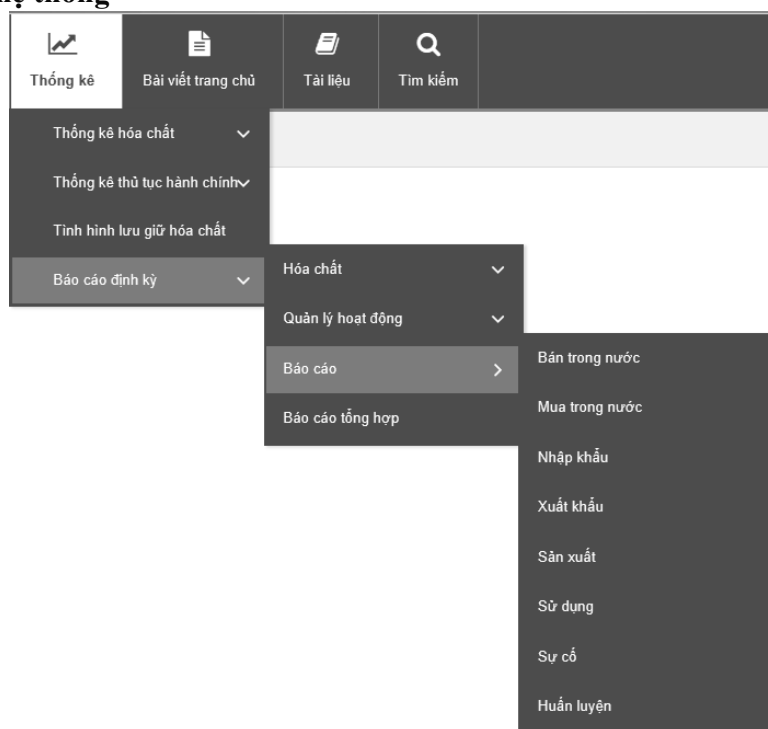 hệ thống
Thống kê
Bài viết trang chủ
Tài liệu
Tìm kiếm
Thống kê hóa chất
Thống kê thủ tục hành chính
Tình hình lưu giữ hóa chất
Báo cáo định kỳ
Hóa chất
Quản lý hoạt động
Báo cáo
Báo cáo tổng hợp
Bán trong nước
Mua trong nước
Nhập khẩu
Xuất khẩu
Sản xuất
Sử dụng
Sự cố
Huấn luyện